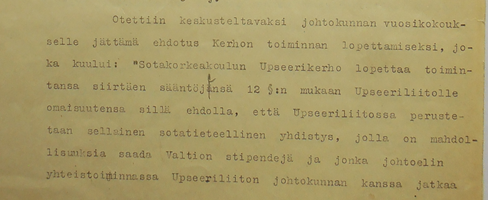 Otettiin keskusteltavaksi johtokunnan vuosikokouk-
selle jättämä ehdotus Kerhon toiminnan lopettamiseksi, jo-
ka kuului: "Sotakorkeakoulun Upseerikerho lopettaa toimin-
tansa siirtäen sääntöjänsä 12 §:n mukaan Upseeriliitolle
omaisuutensa sillä ehdolla, että Upseeriliitossa peruste-
taan sellainen sotatieteellinen yhdistys, jolla on mahdol-
lisuuksia saada Valtion stipendejä ja jonka johtoelin
yhteistoiminnassa Upseeriliiton johtokunnan kanssa jatkaa